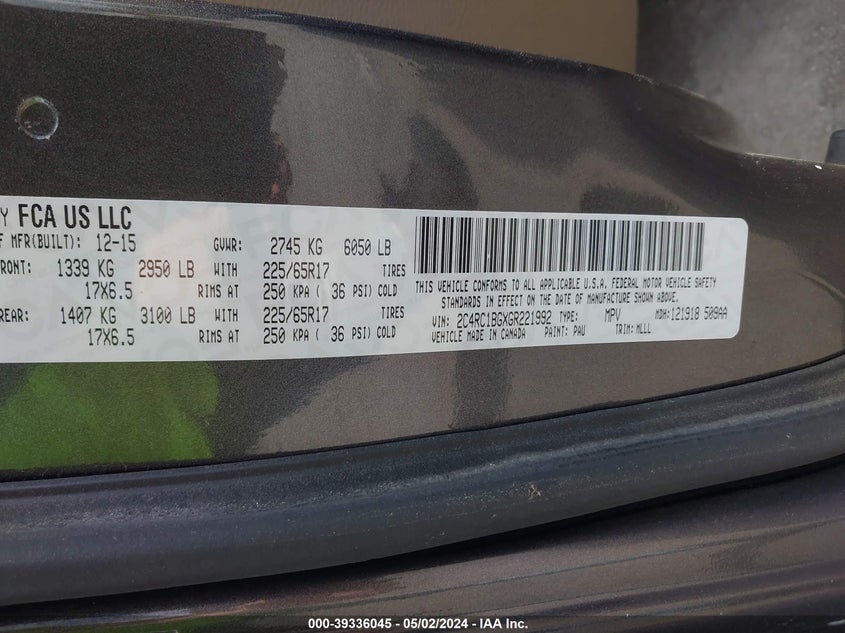 Y FCA US LLC
F MFR(BUILT): 12-15 GVWR: 2745 KG 6050 LB
FRONT: 1339 KG 2950 LB WITH 225/65R17 TIRES
17X6.5 RIMS AT 250 KPA ( 36 PSI) COLD
REAR: 1407 KG 3100 LB WITH 225/65R17 TIRES
17X6.5 RIMS AT 250 KPA ( 36 PSI) COLD
THIS VEHICLE CONFORMS TO ALL APPLICABLE U.S.A. FEDERAL MOTOR VEHICLE SAFETY
STANDARDS IN EFFECT ON THE DATE OF MANUFACTURE SHOWN ABOVE.
VIN: 2C4RC1BGXGR221992 TYPE: MPV MDH:121918 509AA
VEHICLE MADE IN CANADA PAINT: PAU TRIM: MLLL
000-39336045 - 05/02/2024 - IAA Inc.